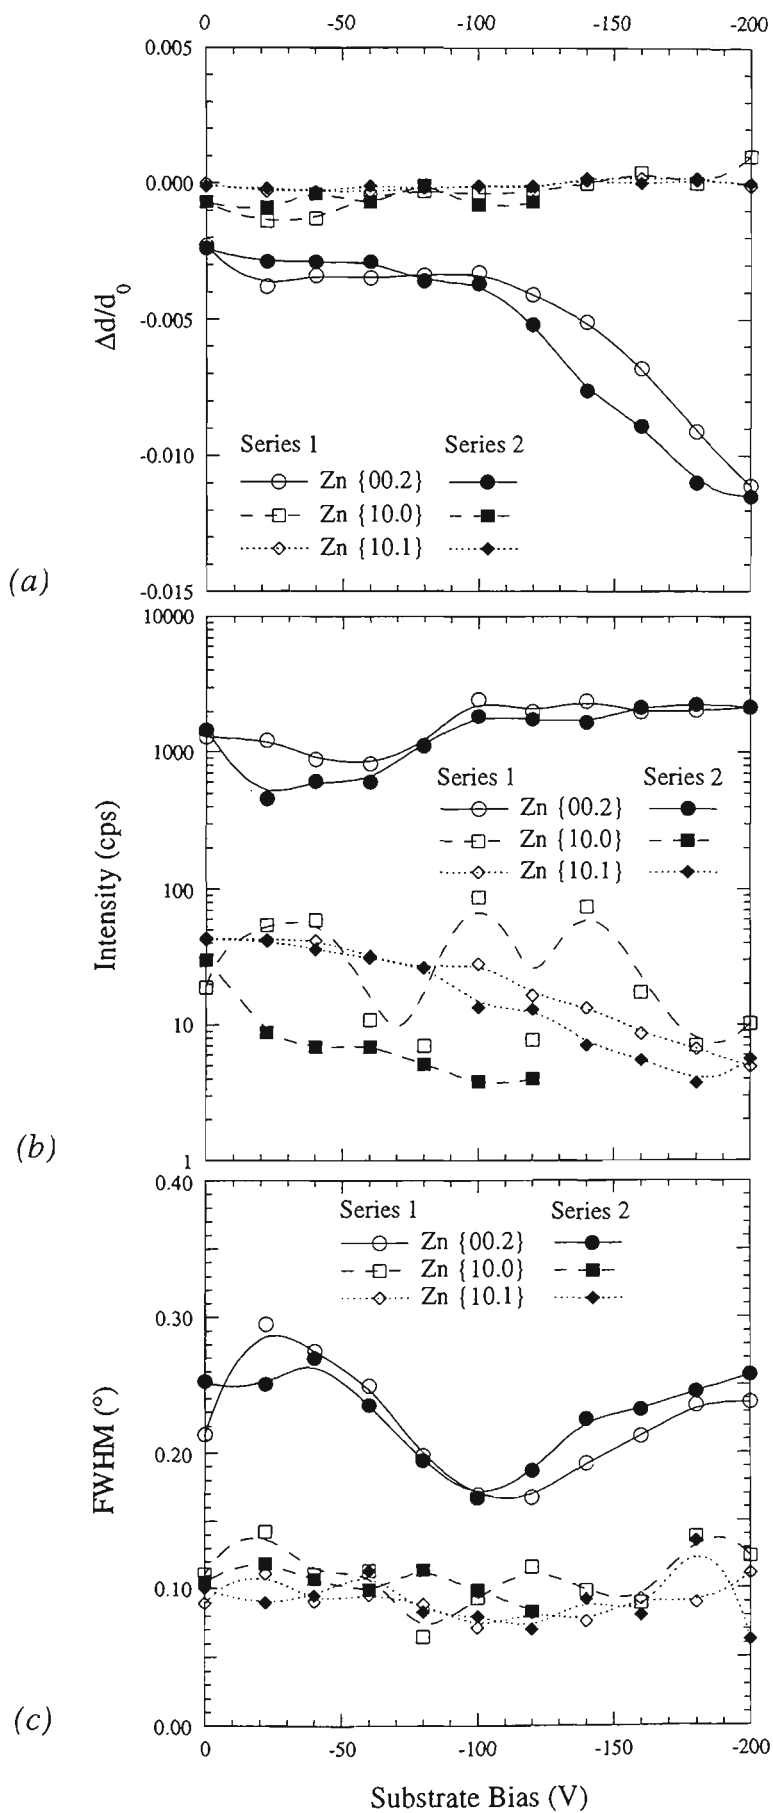 0 -50 -100 -150 -200
0.005
0.000
-0.005
-0.010
-0.015
Δd/d0
Series 1 Series 2
Zn {00.2}
Zn {10.0}
Zn {10.1}
(a)
10000
1000
100
10
1
Intensity (cps)
Series 1 Series 2
Zn {00.2}
Zn {10.0}
Zn {10.1}
(b)
0.40
0.30
0.20
0.10
0.00
FWHM (°)
Series 1 Series 2
Zn {00.2}
Zn {10.0}
Zn {10.1}
(c)
0 -50 -100 -150 -200
Substrate Bias (V)